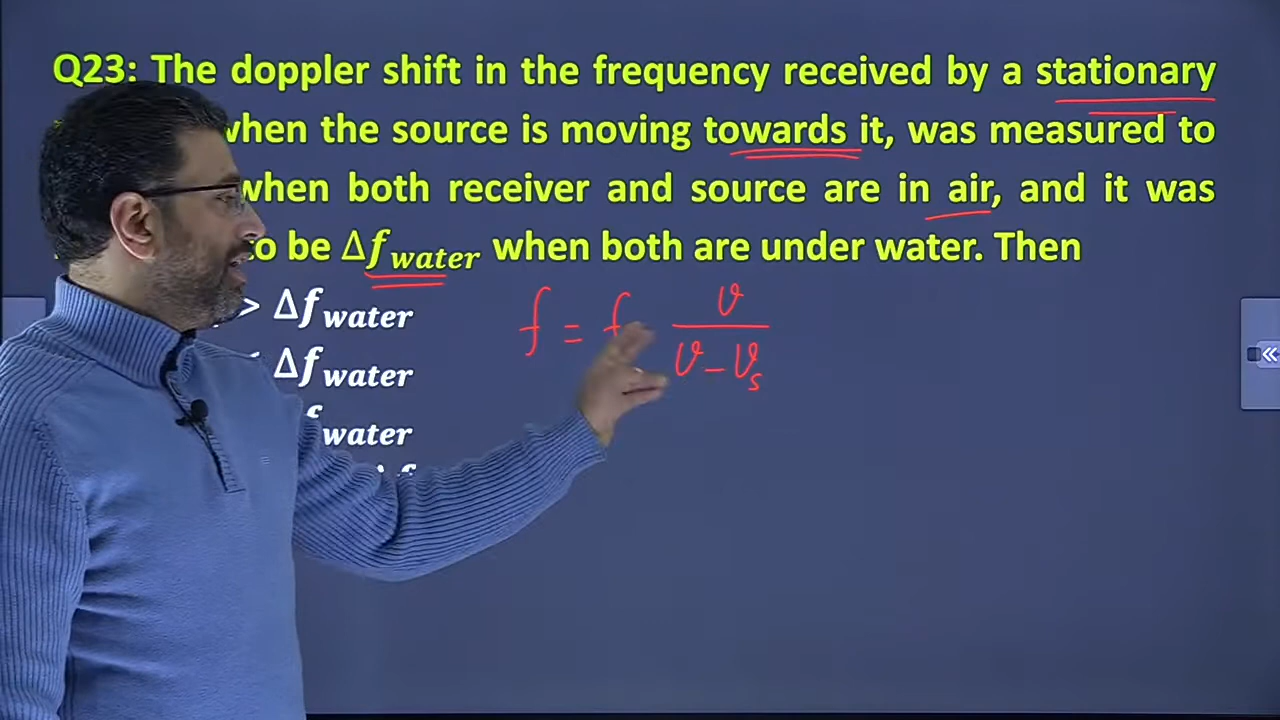 Q23: The doppler shift in the frequency received by a stationary
when the source is moving towards it, was measured to
when both receiver and source are in air, and it was
to be Δf_water when both are under water. Then
> Δf_water
Δf_water
water
f = f v / v - v_s